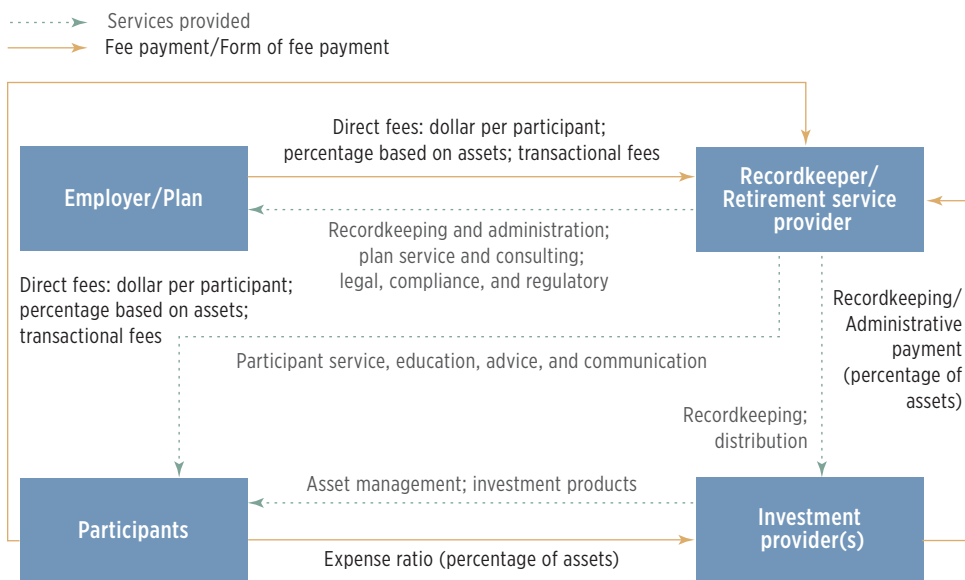 Services provided
Fee payment/Form of fee payment
Direct fees: dollar per participant;
percentage based on assets; transactional fees
Employer/Plan
Recordkeeper/
Retirement service
provider
Recordkeeping and administration;
plan service and consulting;
legal, compliance, and regulatory
Direct fees: dollar per participant;
percentage based on assets;
transactional fees
Recordkeeping/
Administrative
payment
(percentage of
assets)
Participant service, education, advice, and communication
Recordkeeping;
distribution
Asset management; investment products
Participants
Investment
provider(s)
Expense ratio (percentage of assets)